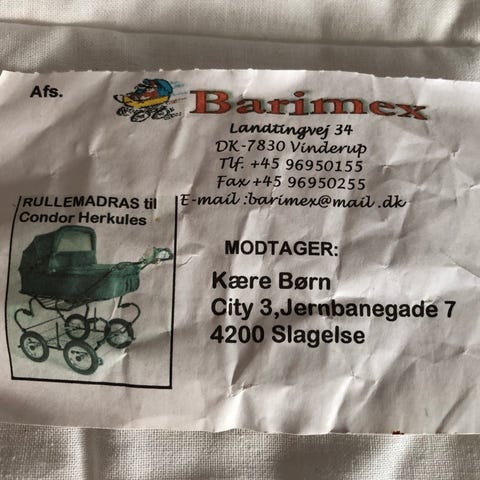 Afs.
Barimex
Landtingvej 34
DK-7830 Vinderup
Tlf. +45 96950155
Fax +45 96950255
E-mail :barimex@mail .dk
RULLEMADRAS til
Condor Herkules
MODTAGER:
Kære Børn
City 3,Jernbanegade 7
4200 Slagelse